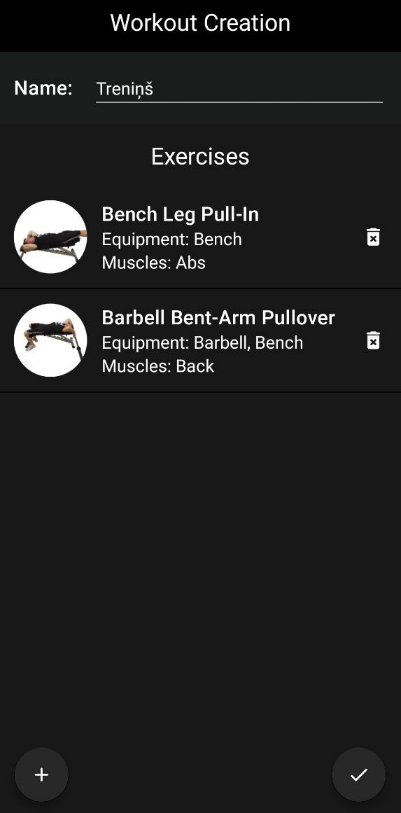 Workout Creation
Name: Treniņš
Exercises
Bench Leg Pull-In
Equipment: Bench
Muscles: Abs
Barbell Bent-Arm Pullover
Equipment: Barbell, Bench
Muscles: Back